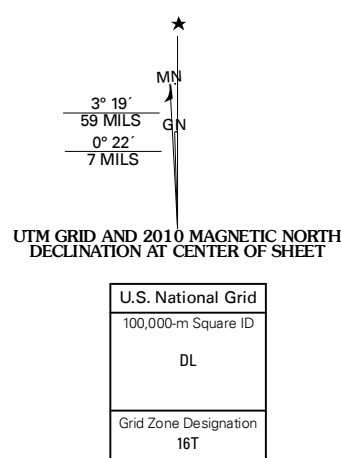 MN
3° 19´
59 MILS
GN
0° 22´
7 MILS
UTM GRID AND 2010 MAGNETIC NORTH
DECLINATION AT CENTER OF SHEET
U.S. National Grid
100,000-m Square ID
DL
Grid Zone Designation
16T